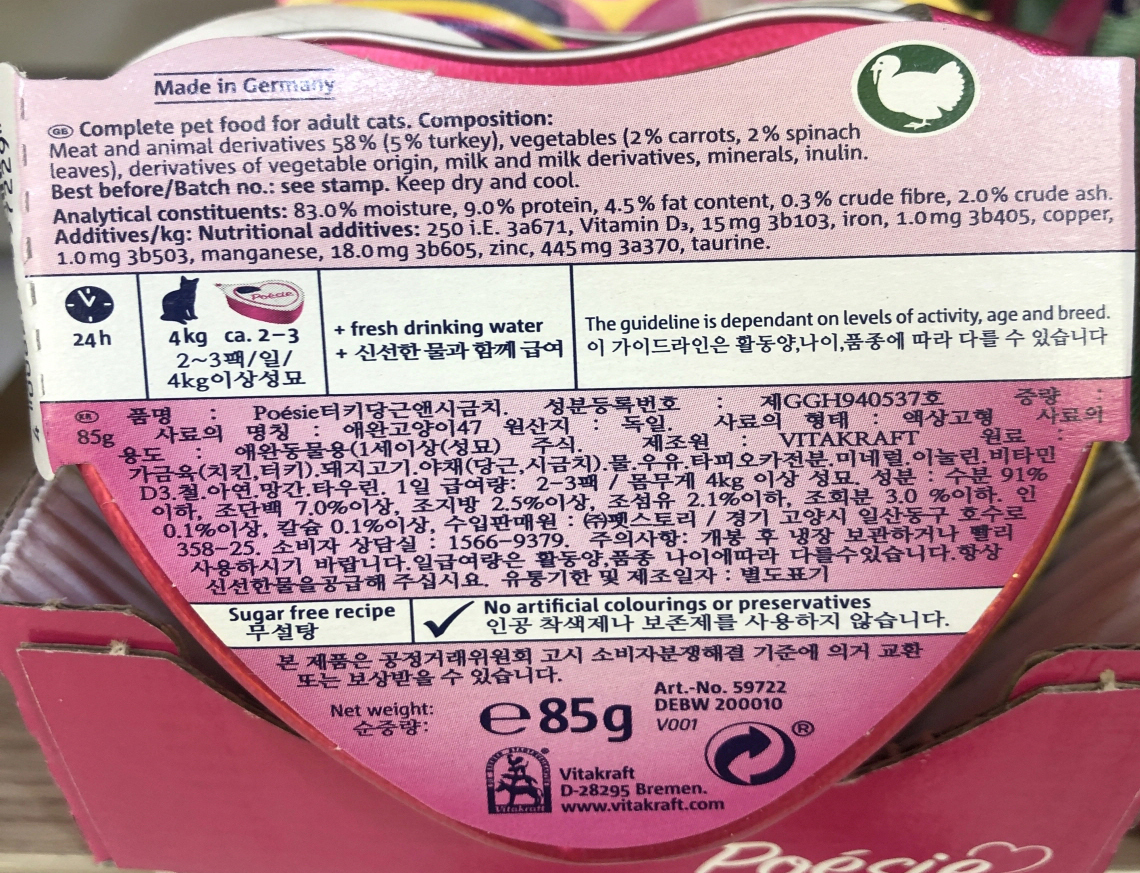 Made in Germany
GB Complete pet food for adult cats. Composition:
Meat and animal derivatives 58% (5% turkey), vegetables (2% carrots, 2% spinach
leaves), derivatives of vegetable origin, milk and milk derivatives, minerals, inulin.
Best before/Batch no.: see stamp. Keep dry and cool.
Analytical constituents: 83.0% moisture, 9.0% protein, 4.5% fat content, 0.3% crude fibre, 2.0% crude ash.
Additives/kg: Nutritional additives: 250 i.E. 3a671, Vitamin D₃, 15 mg 3b103, iron, 1.0 mg 3b405, copper,
1.0 mg 3b503, manganese, 18.0 mg 3b605, zinc, 445 mg 3a370, taurine.
24h
Poésie
4kg ca. 2–3
2~3팩/일/
4kg이상성묘
+ fresh drinking water
+ 신선한 물과 함께 급여
The guideline is dependant on levels of activity, age and breed.
이 가이드라인은 활동양,나이,품종에 따라 다를 수 있습니다
KR 품명 : Poésie터키당근앤시금치. 성분등록번호 : 제GGH940537호 중량 :
85g 사료의 명칭 : 애완고양이47 원산지 : 독일. 사료의 형태 : 액상고형 사료의
용도 : 애완동물용(1세이상(성묘) 주식. 제조원 : VITAKRAFT 원료 :
가금육(치킨,터키).돼지고기.야채(당근,시금치).물.우유.타피오카전분.미네럴.이눌린.비타민
D3.철.아연.망간.타우린. 1일 급여량: 2–3팩 / 몸무게 4kg 이상 성묘. 성분 : 수분 91%
이하, 조단백 7.0%이상, 조지방 2.5%이상, 조섬유 2.1%이하, 조회분 3.0 %이하. 인
0.1%이상, 칼슘 0.1%이상, 수입판매원 : ㈜펫스토리 / 경기 고양시 일산동구 호수로
358–25. 소비자 상담실 : 1566–9379. 주의사항: 개봉 후 냉장 보관하거나 빨리
사용하시기 바랍니다.일급여량은 활동양,품종 나이에따라 다를수있습니다.항상
신선한물을공급해 주십시요. 유통기한 및 제조일자 : 별도표기
Sugar free recipe
무설탕
No artificial colourings or preservatives
인공 착색제나 보존제를 사용하지 않습니다.
본 제품은 공정거래위원회 고시 소비자분쟁해결 기준에 의거 교환
또는 보상받을 수 있습니다.
Net weight:
순중량:
e 85g
Art.-No. 59722
DEBW 200010
V001
®
Vitakraft
Vitakraft
D-28295 Bremen.
www.vitakraft.com
Poésie